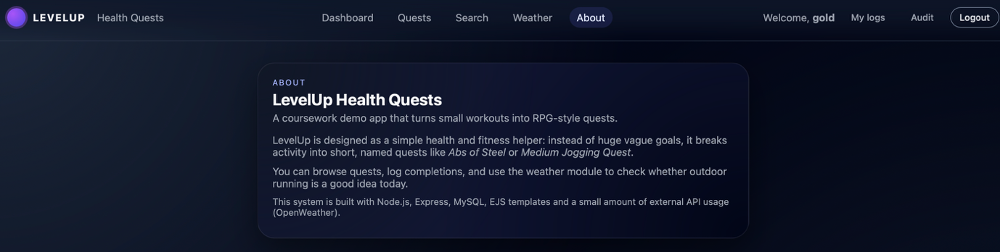 LEVELUP Health Quests Dashboard Quests Search Weather About Welcome, gold My logs Audit Logout
ABOUT
LevelUp Health Quests
A coursework demo app that turns small workouts into RPG-style quests.
LevelUp is designed as a simple health and fitness helper: instead of huge vague goals, it breaks
activity into short, named quests like Abs of Steel or Medium Jogging Quest.
You can browse quests, log completions, and use the weather module to check whether outdoor
running is a good idea today.
This system is built with Node.js, Express, MySQL, EJS templates and a small amount of external API usage
(OpenWeather).